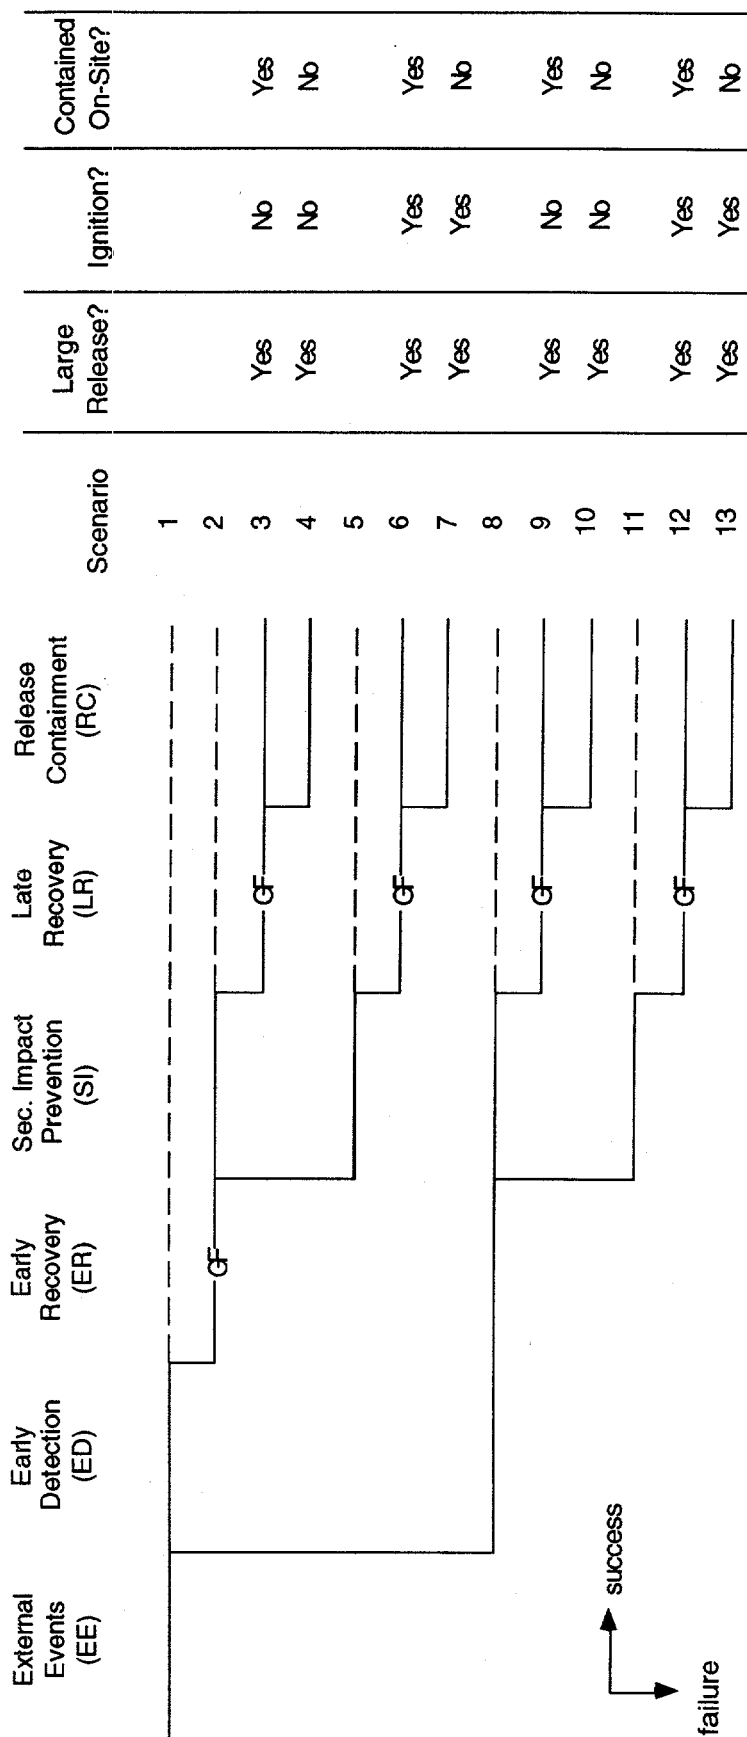 External
Events
(EE)
Early
Detection
(ED)
Early
Recovery
(ER)
Sec. Impact
Prevention
(SI)
Late
Recovery
(LR)
Release
Containment
(RC)
Scenario
Large
Release?
Ignition?
Contained
On-Site?
1
2
3 Yes No Yes
4 Yes No No
5
6 Yes Yes Yes
7 Yes Yes No
8
9 Yes No Yes
10 Yes No No
11
12 Yes Yes Yes
13 Yes Yes No
GF
GF
GF
GF
GF
success
failure